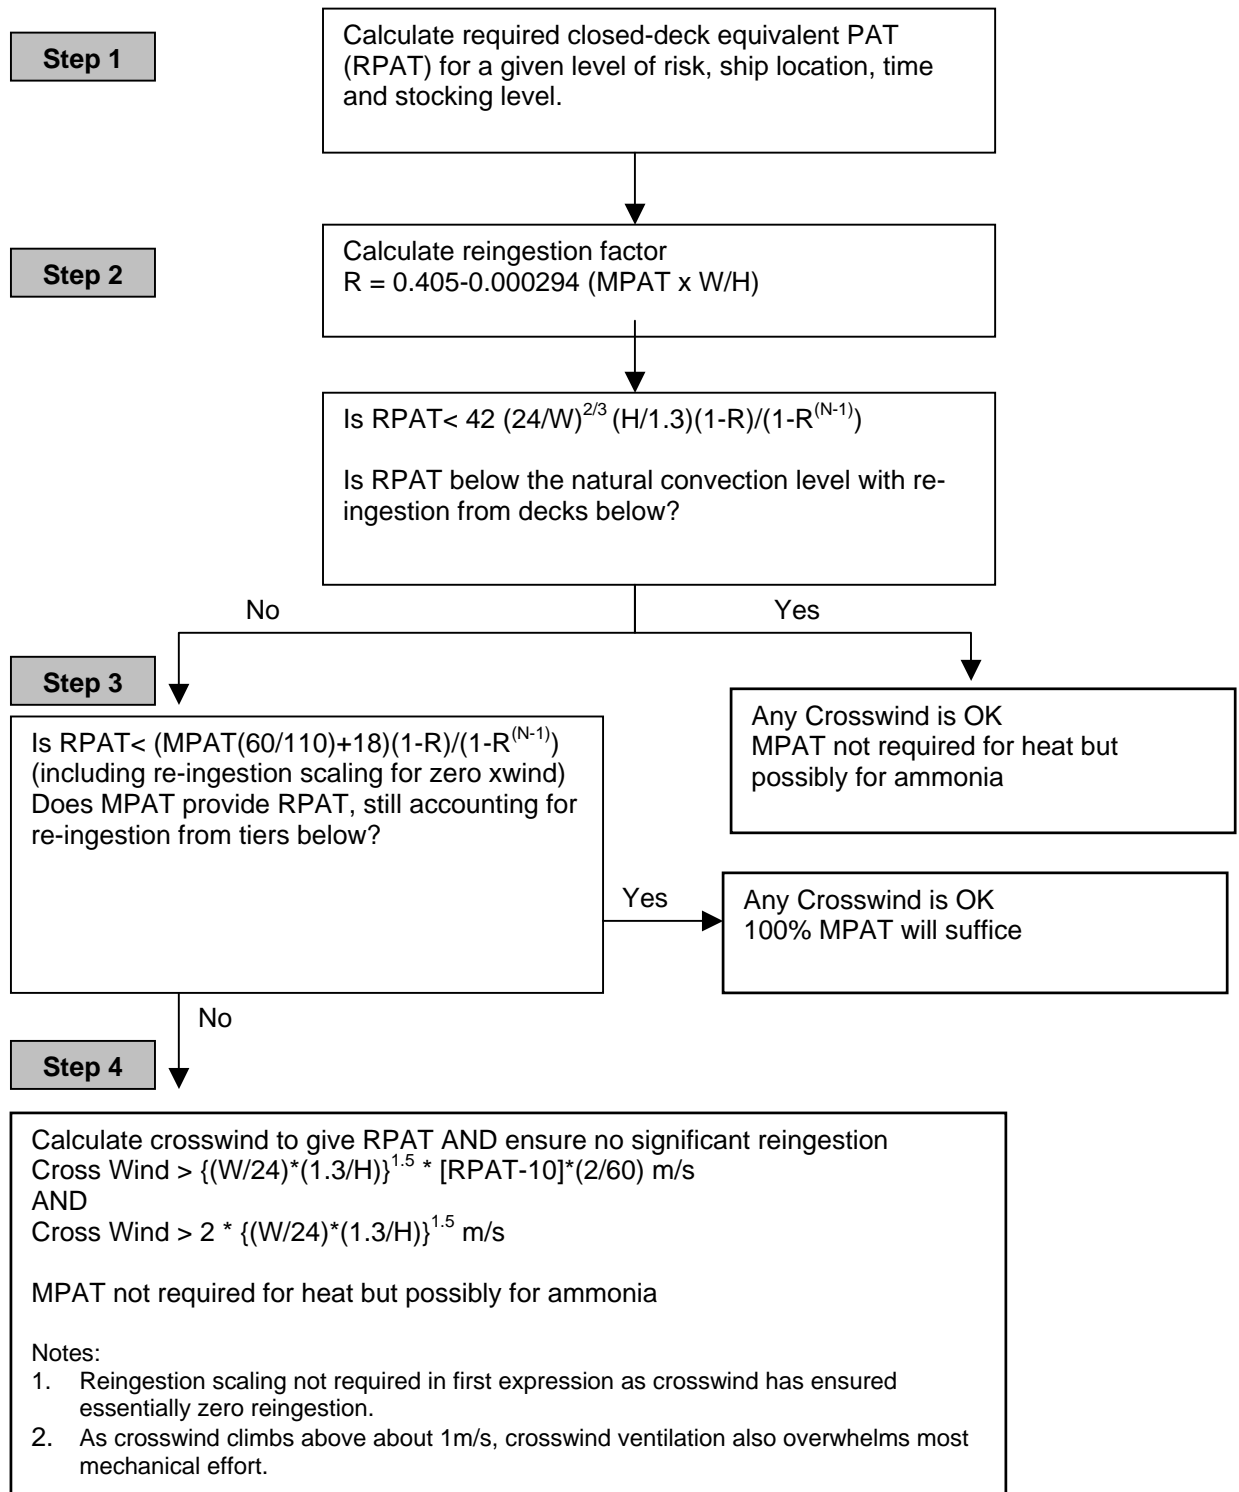 Step 1
Calculate required closed-deck equivalent PAT
(RPAT) for a given level of risk, ship location, time
and stocking level.
Step 2
Calculate reingestion factor
R = 0.405-0.000294 (MPAT x W/H)
Is RPAT< 42 (24/W)^{2/3} (H/1.3)(1-R)/(1-R^{(N-1)})
Is RPAT below the natural convection level with re-
ingestion from decks below?
No
Yes
Step 3
Is RPAT< (MPAT(60/110)+18)(1-R)/(1-R^{(N-1)})
(including re-ingestion scaling for zero xwind)
Does MPAT provide RPAT, still accounting for
re-ingestion from tiers below?
Any Crosswind is OK
MPAT not required for heat but
possibly for ammonia
Yes
Any Crosswind is OK
100% MPAT will suffice
No
Step 4
Calculate crosswind to give RPAT AND ensure no significant reingestion
Cross Wind > {(W/24)*(1.3/H)}^{1.5} * [RPAT-10]*(2/60) m/s
AND
Cross Wind > 2 * {(W/24)*(1.3/H)}^{1.5} m/s
MPAT not required for heat but possibly for ammonia
Notes:
1. Reingestion scaling not required in first expression as crosswind has ensured
essentially zero reingestion.
2. As crosswind climbs above about 1m/s, crosswind ventilation also overwhelms most
mechanical effort.